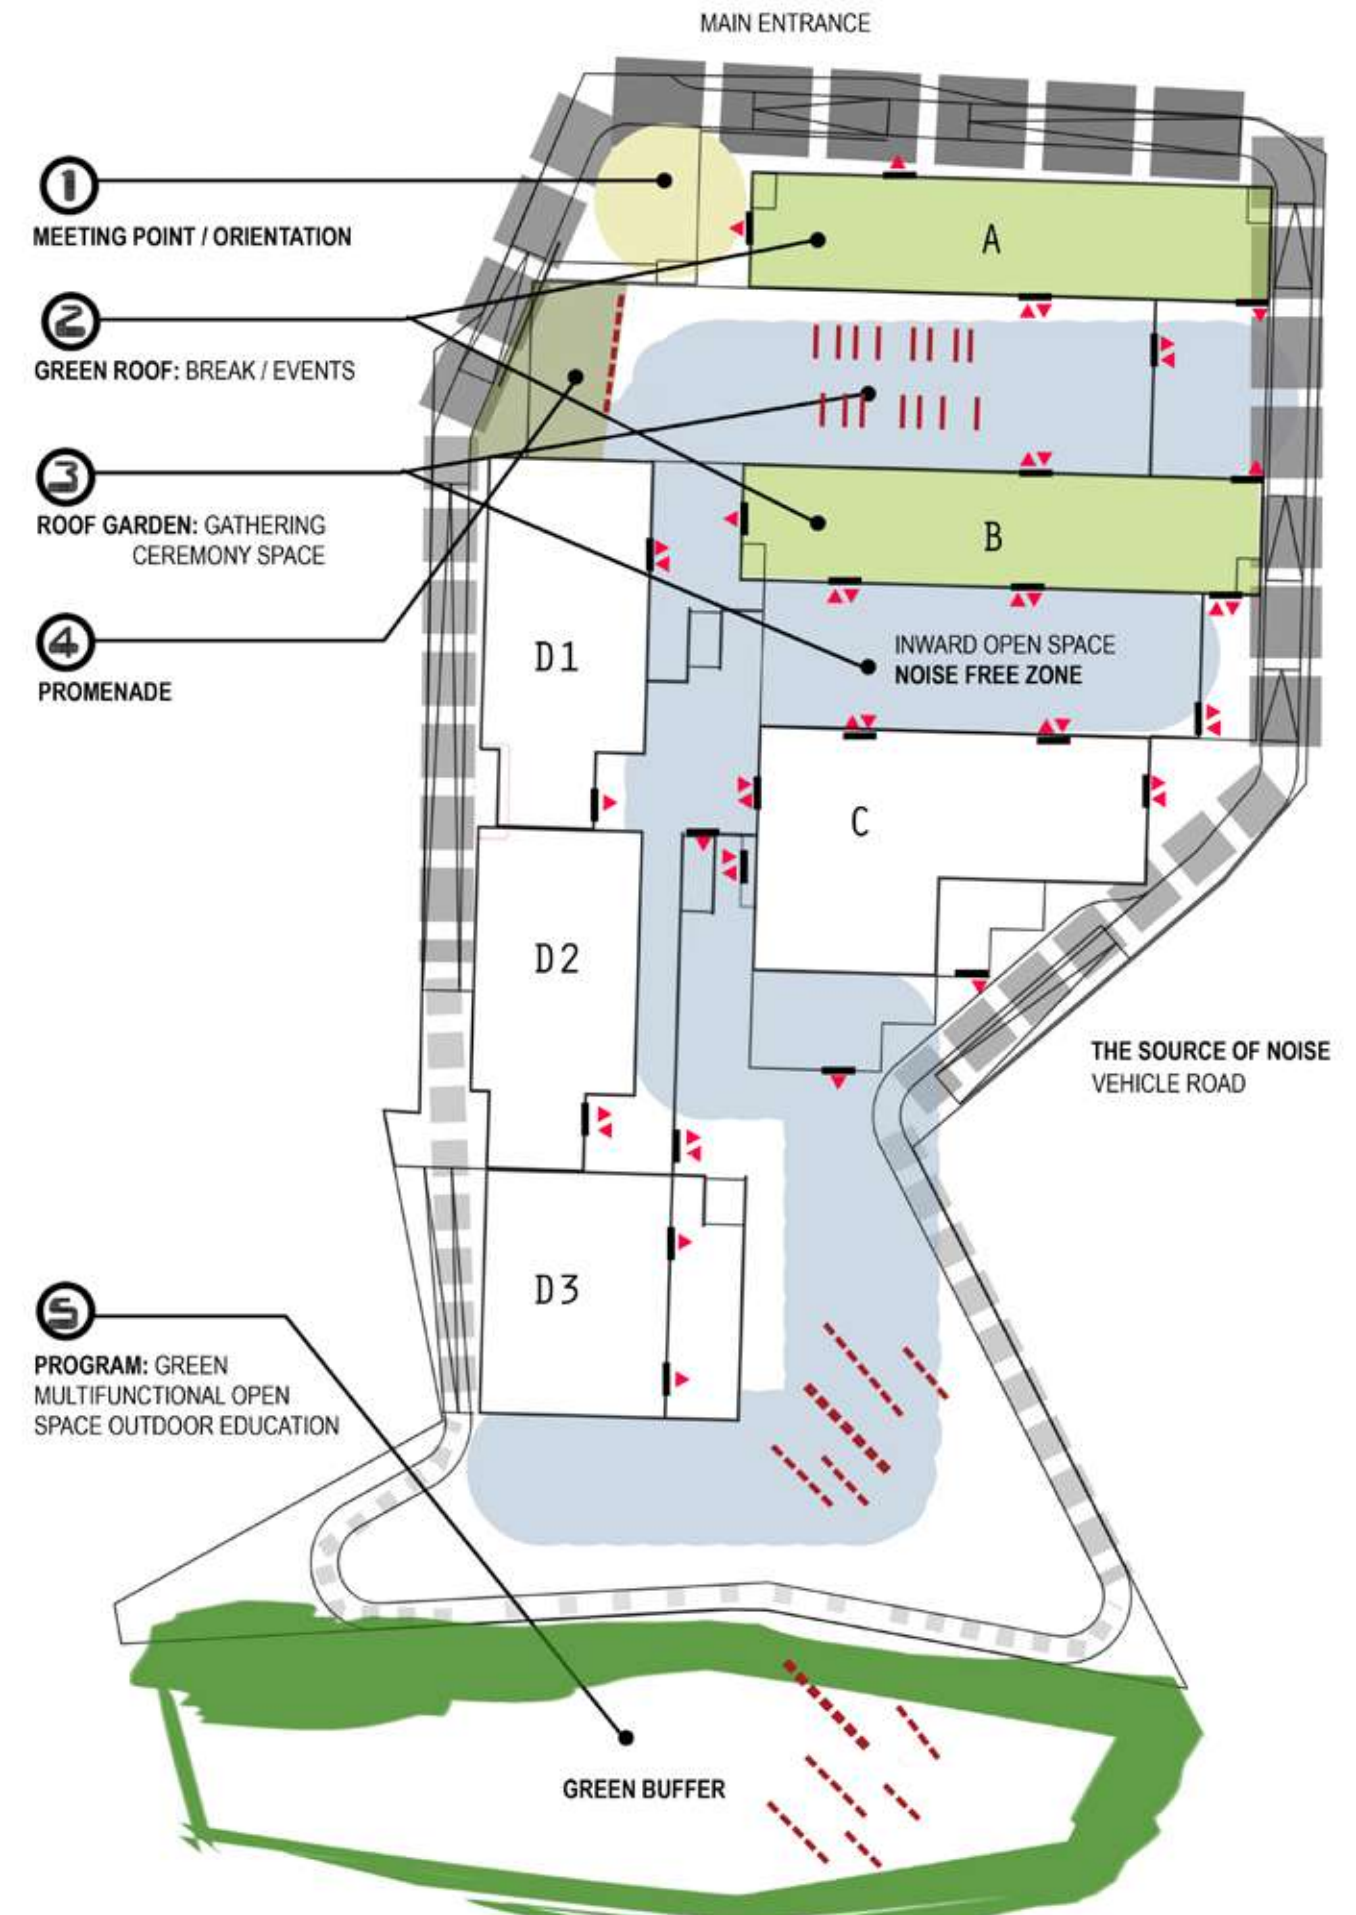 MAIN ENTRANCE
1
MEETING POINT / ORIENTATION
A
2
GREEN ROOF: BREAK / EVENTS
3
ROOF GARDEN: GATHERING
CEREMONY SPACE
B
4
PROMENADE
D1
INWARD OPEN SPACE
NOISE FREE ZONE
C
D2
THE SOURCE OF NOISE
VEHICLE ROAD
D3
5
PROGRAM: GREEN
MULTIFUNCTIONAL OPEN
SPACE OUTDOOR EDUCATION
GREEN BUFFER